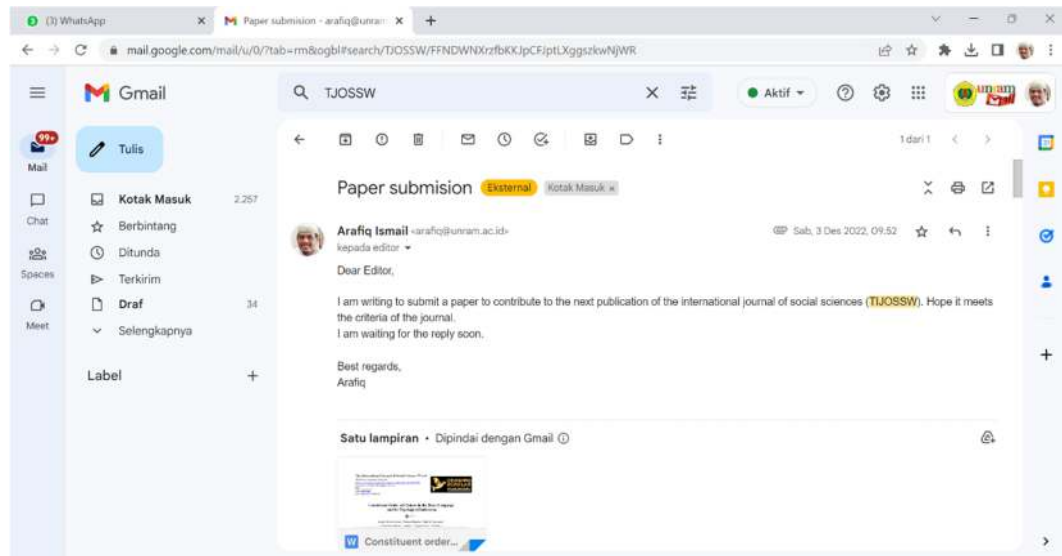 (3) WhatsApp
Paper submision - arafiq@unram
mail.google.com/mail/u/0/?tab=rm&ogbl#search/TJOSSW/FFNDWNXrzfbKKJpCFJptLXggszkwNjWR
Gmail
TJOSSW
Aktif
unram
99+
Mail
Tulis
1 dari 1
Kotak Masuk 2.257
Paper submision Eksternal Kotak Masuk x
Chat
Berbintang
Arafiq Ismail <arafiq@unram.ac.id>
Sab, 3 Des 2022, 09.52
kepada editor
Ditunda
Dear Editor,
Spaces
Terkirim
I am writing to submit a paper to contribute to the next publication of the international journal of social sciences (TIJOSSW). Hope it meets
the criteria of the journal.
Draf 34
Meet
I am waiting for the reply soon.
Selengkapnya
Best regards,
Arafiq
Label
Satu lampiran • Dipindai dengan Gmail
W Constituent order...